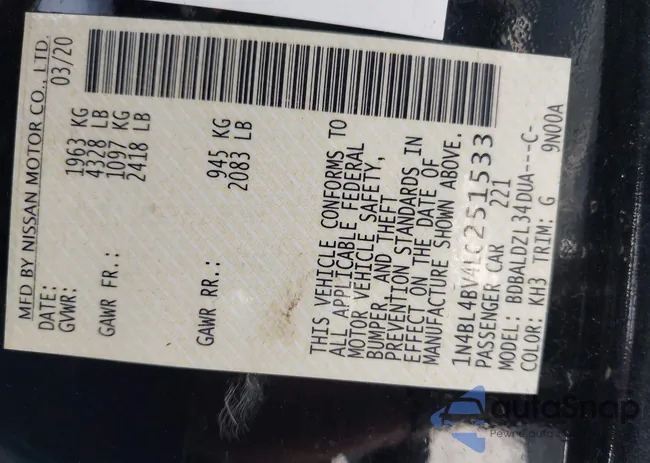 MFD BY NISSAN MOTOR CO., LTD.
DATE: 03/20
GVWR: 1963 KG
4328 LB
GAWR FR.: 1097 KG
2418 LB
GAWR RR.: 945 KG
2083 LB
THIS VEHICLE CONFORMS TO
ALL APPLICABLE FEDERAL
MOTOR VEHICLE SAFETY,
BUMPER, AND THEFT
PREVENTION STANDARDS IN
EFFECT ON THE DATE OF
MANUFACTURE SHOWN ABOVE.
1N4BL4BV4LC251533
PASSENGER CAR 221
MODEL: BDBALDZL34DUA---C-
COLOR: KH3 TRIM: G 9N00A
autoSnap
Pewne auta